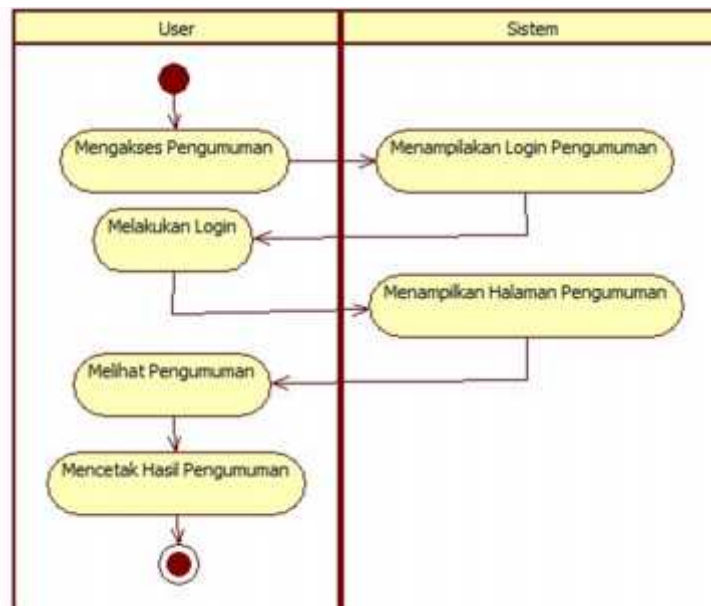 User
Sistem
Mengakses Pengumuman
Menampilakan Login Pengumuman
Melakukan Login
Menampilkan Halaman Pengumuman
Melihat Pengumuman
Mencetak Hasil Pengumuman